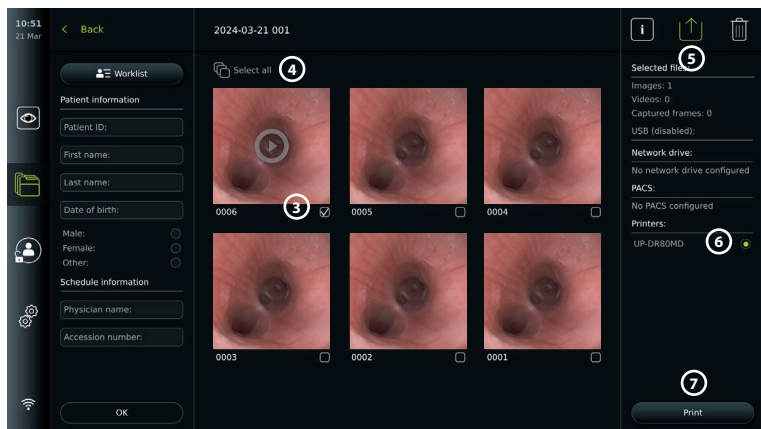 10:51
21 Mar
Back
2024-03-21 001
i
Worklist
Patient information
Patient ID:
First name:
Last name:
Date of birth:
Male:
Female:
Other:
Schedule information
Physician name:
Accession number:
OK
Select all
4
0006
3
0005
0004
0003
0002
0001
5
Selected files:
Images: 1
Videos: 0
Captured frames: 0
USB (disabled):
Network drive:
No network drive configured
PACS:
No PACS configured
Printers:
UP-DR80MD
6
7
Print